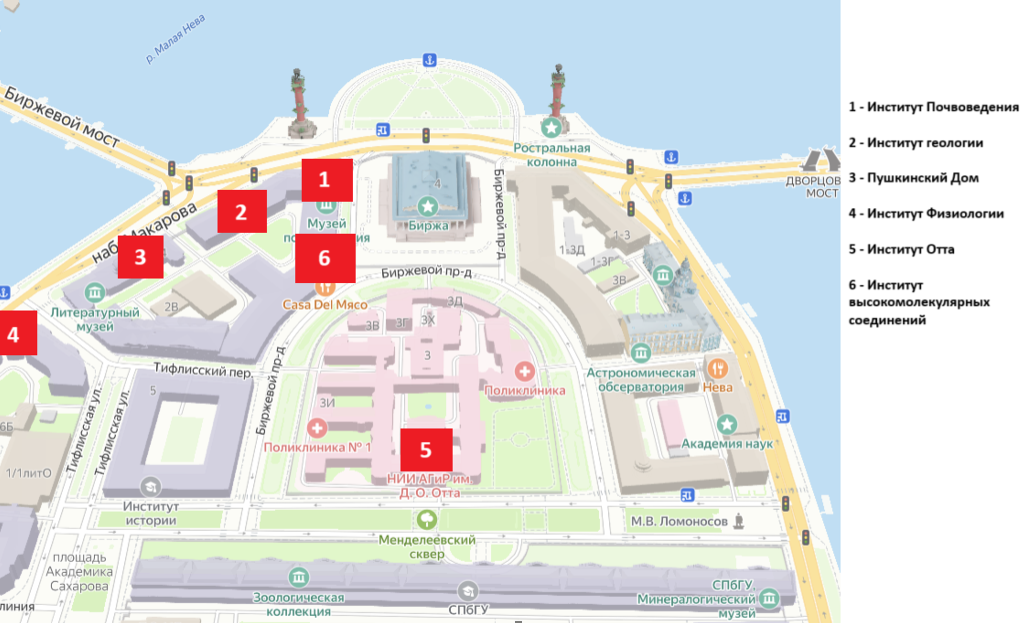 р. Малая Нева
Биржевой мост
Ростральная
колонна
ДВОРЦОВ
МОСТ
1
4
Музей
Биржа
Биржевой пр-д
2
наб. Макарова
3
6
1-3
1-3Д
1-3Г
3В
Биржевой пр-д
Casa Del Мясо
Литературный
музей
2В
4
3В
3Г
3Ж
3Д
3
Тифлисский пер.
Биржевой пр-д
Астрономическая
обсерватория
Нева
Поликлиника
5
3И
Тифлисская ул.
Тифлисская ул.
6Б
1/1литО
Поликлиника № 1
5
Академия наук
НИИ АГиР им.
Д. О. Отта
Институт
истории
М.В. Ломоносов
Менделеевский
сквер
площадь
Академика
Сахарова
линия
Зоологическая
коллекция
СПбГУ
СПбГУ,
Минералогический
музей
1 - Институт Почвоведения
2 - Институт геологии
3 - Пушкинский Дом
4 - Институт Физиологии
5 - Институт Отта
6 - Институт
высокомолекулярных
соединений